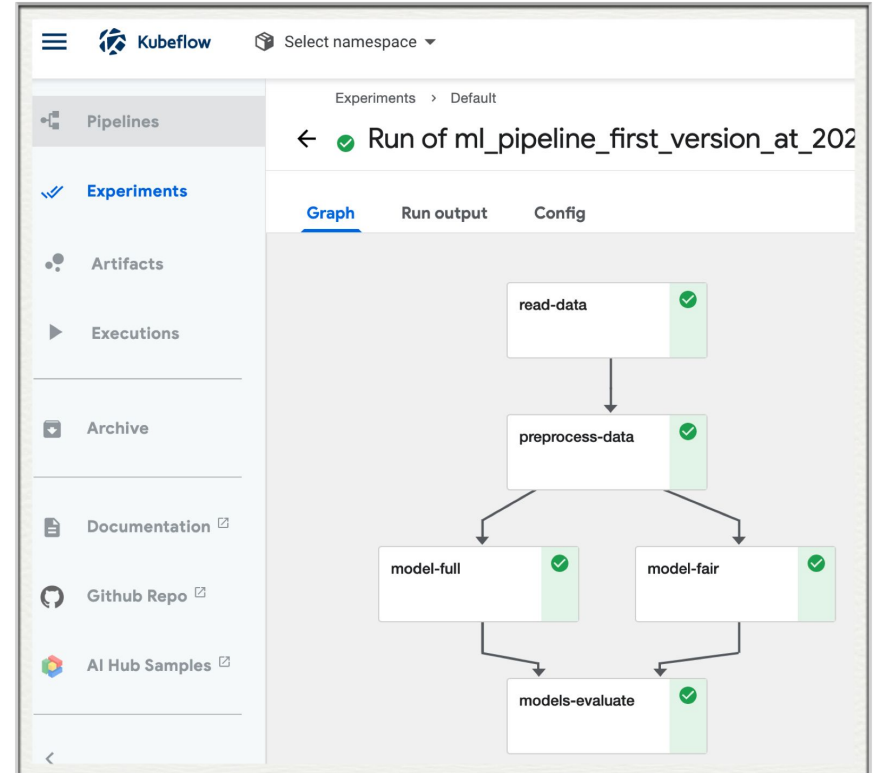 Kubeflow
Select namespace
Pipelines
Experiments
Artifacts
Executions
Archive
Documentation
Github Repo
AI Hub Samples
Experiments > Default
Run of ml_pipeline_first_version_at_202
Graph Run output Config
read-data
preprocess-data
model-full model-fair
models-evaluate